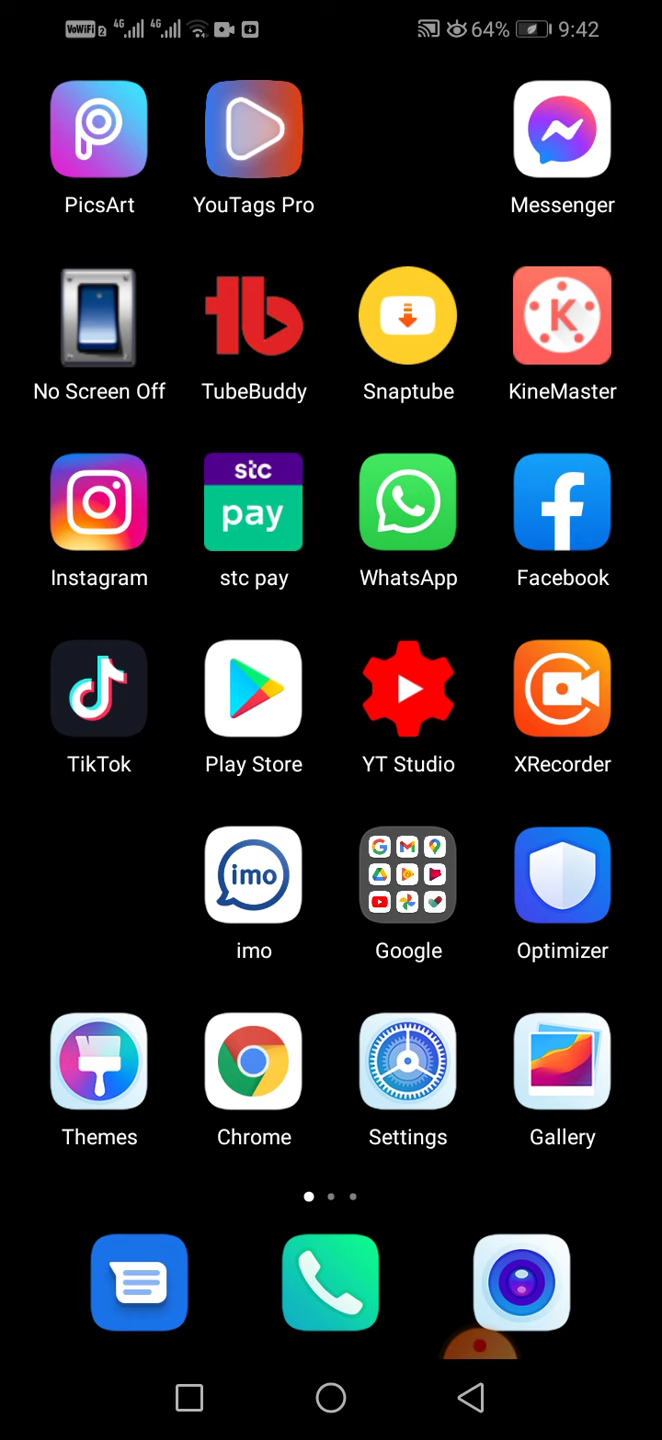 VoWiFi 2 4G 4G 64% 9:42
PicsArt YouTags Pro Messenger
No Screen Off TubeBuddy Snaptube KineMaster
stc
pay
Instagram stc pay WhatsApp Facebook
TikTok Play Store YT Studio XRecorder
imo
imo Google Optimizer
Themes Chrome Settings Gallery